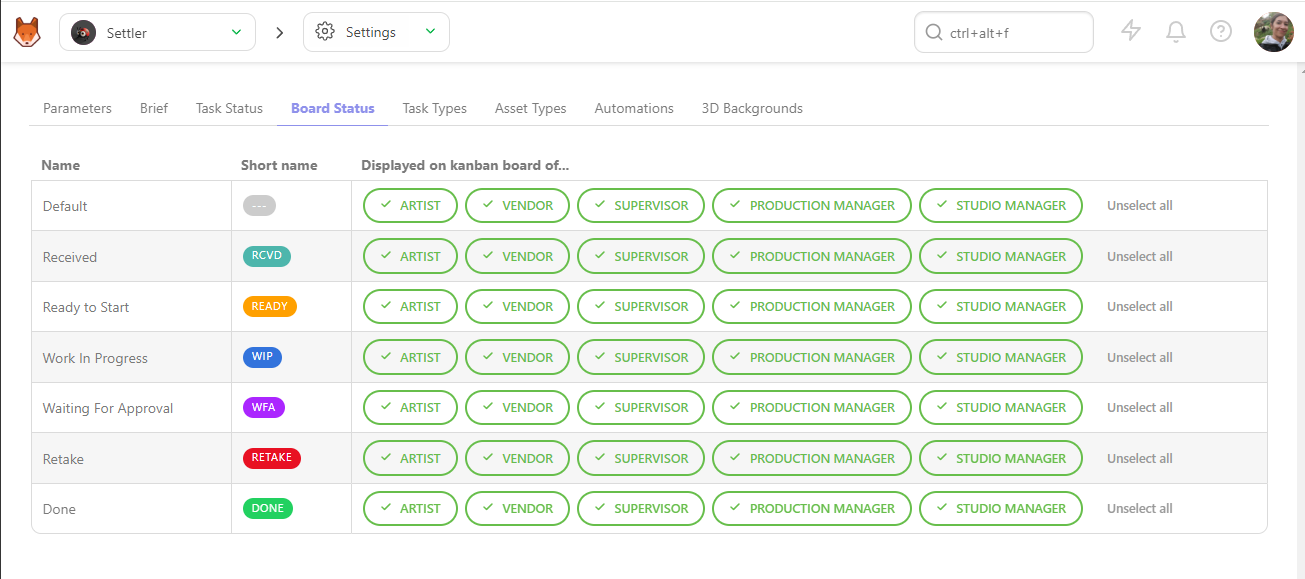 Settler
Settings
ctrl+alt+f
Parameters Brief Task Status Board Status Task Types Asset Types Automations 3D Backgrounds
Name Short name Displayed on kanban board of...
Default --- ARTIST VENDOR SUPERVISOR PRODUCTION MANAGER STUDIO MANAGER Unselect all
Received RCVD ARTIST VENDOR SUPERVISOR PRODUCTION MANAGER STUDIO MANAGER Unselect all
Ready to Start READY ARTIST VENDOR SUPERVISOR PRODUCTION MANAGER STUDIO MANAGER Unselect all
Work In Progress WIP ARTIST VENDOR SUPERVISOR PRODUCTION MANAGER STUDIO MANAGER Unselect all
Waiting For Approval WFA ARTIST VENDOR SUPERVISOR PRODUCTION MANAGER STUDIO MANAGER Unselect all
Retake RETAKE ARTIST VENDOR SUPERVISOR PRODUCTION MANAGER STUDIO MANAGER Unselect all
Done DONE ARTIST VENDOR SUPERVISOR PRODUCTION MANAGER STUDIO MANAGER Unselect all